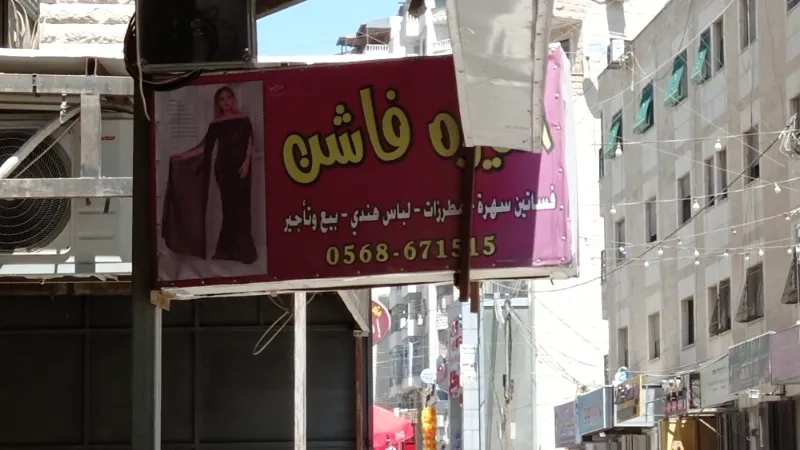 فاشن
فساتين سهرة - مطرزات - لباس هندي - بيع وتأجير
0568-671515